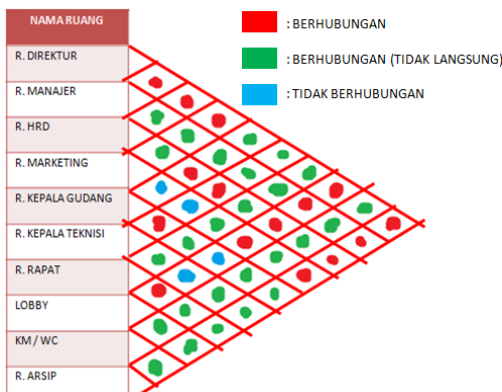 NAMA RUANG
R. DIREKTUR
R. MANAJER
R. HRD
R. MARKETING
R. KEPALA GUDANG
R. KEPALA TEKNISI
R. RAPAT
LOBBY
KM / WC
R. ARSIP
: BERHUBUNGAN
: BERHUBUNGAN (TIDAK LANGSUNG)
: TIDAK BERHUBUNGAN